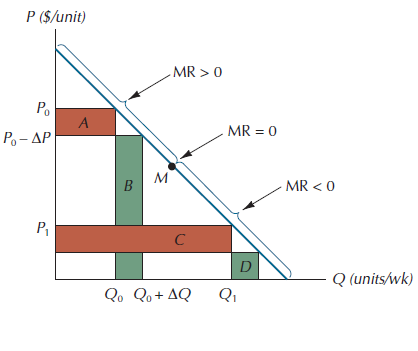 P ($/unit)
MR > 0
P₀
A
MR = 0
P₀ – ΔP
M
B
MR < 0
P₁
C
D
Q (units/wk)
Q₀ Q₀ + ΔQ Q₁